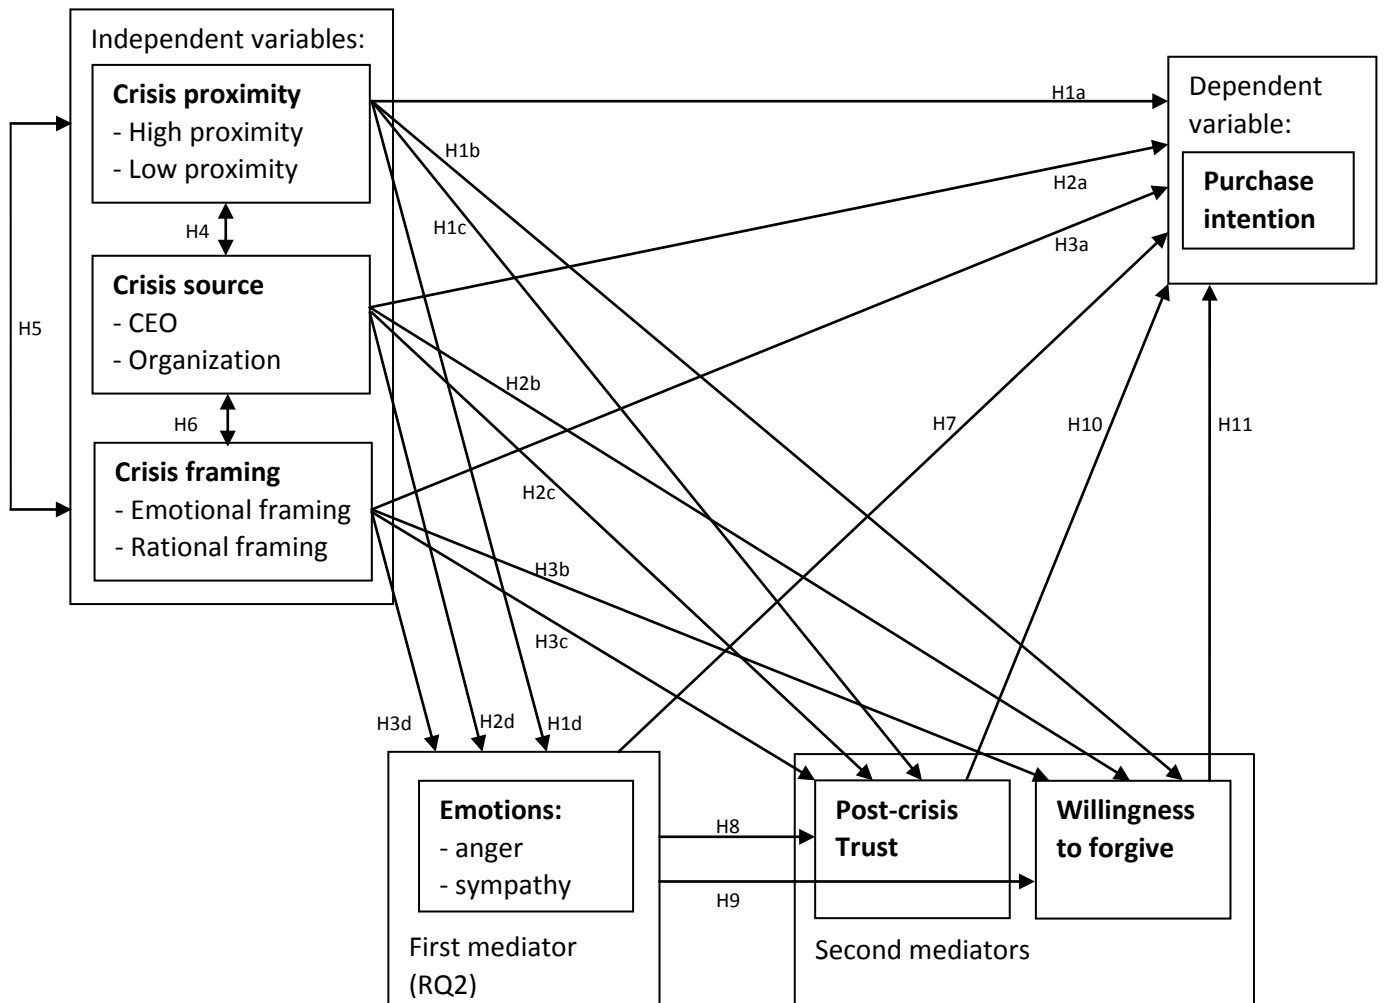 Independent variables:
Crisis proximity
- High proximity
- Low proximity
H4
Crisis source
- CEO
- Organization
H5
H6
Crisis framing
- Emotional framing
- Rational framing
H1a
H1b
H1c
H2a
H3a
H2b
H2c
H7
H10
H11
H3b
H3c
H3d
H2d
H1d
Dependent
variable:
Purchase
intention
Emotions:
- anger
- sympathy
First mediator
(RQ2)
H8
H9
Post-crisis
Trust
Willingness
to forgive
Second mediators